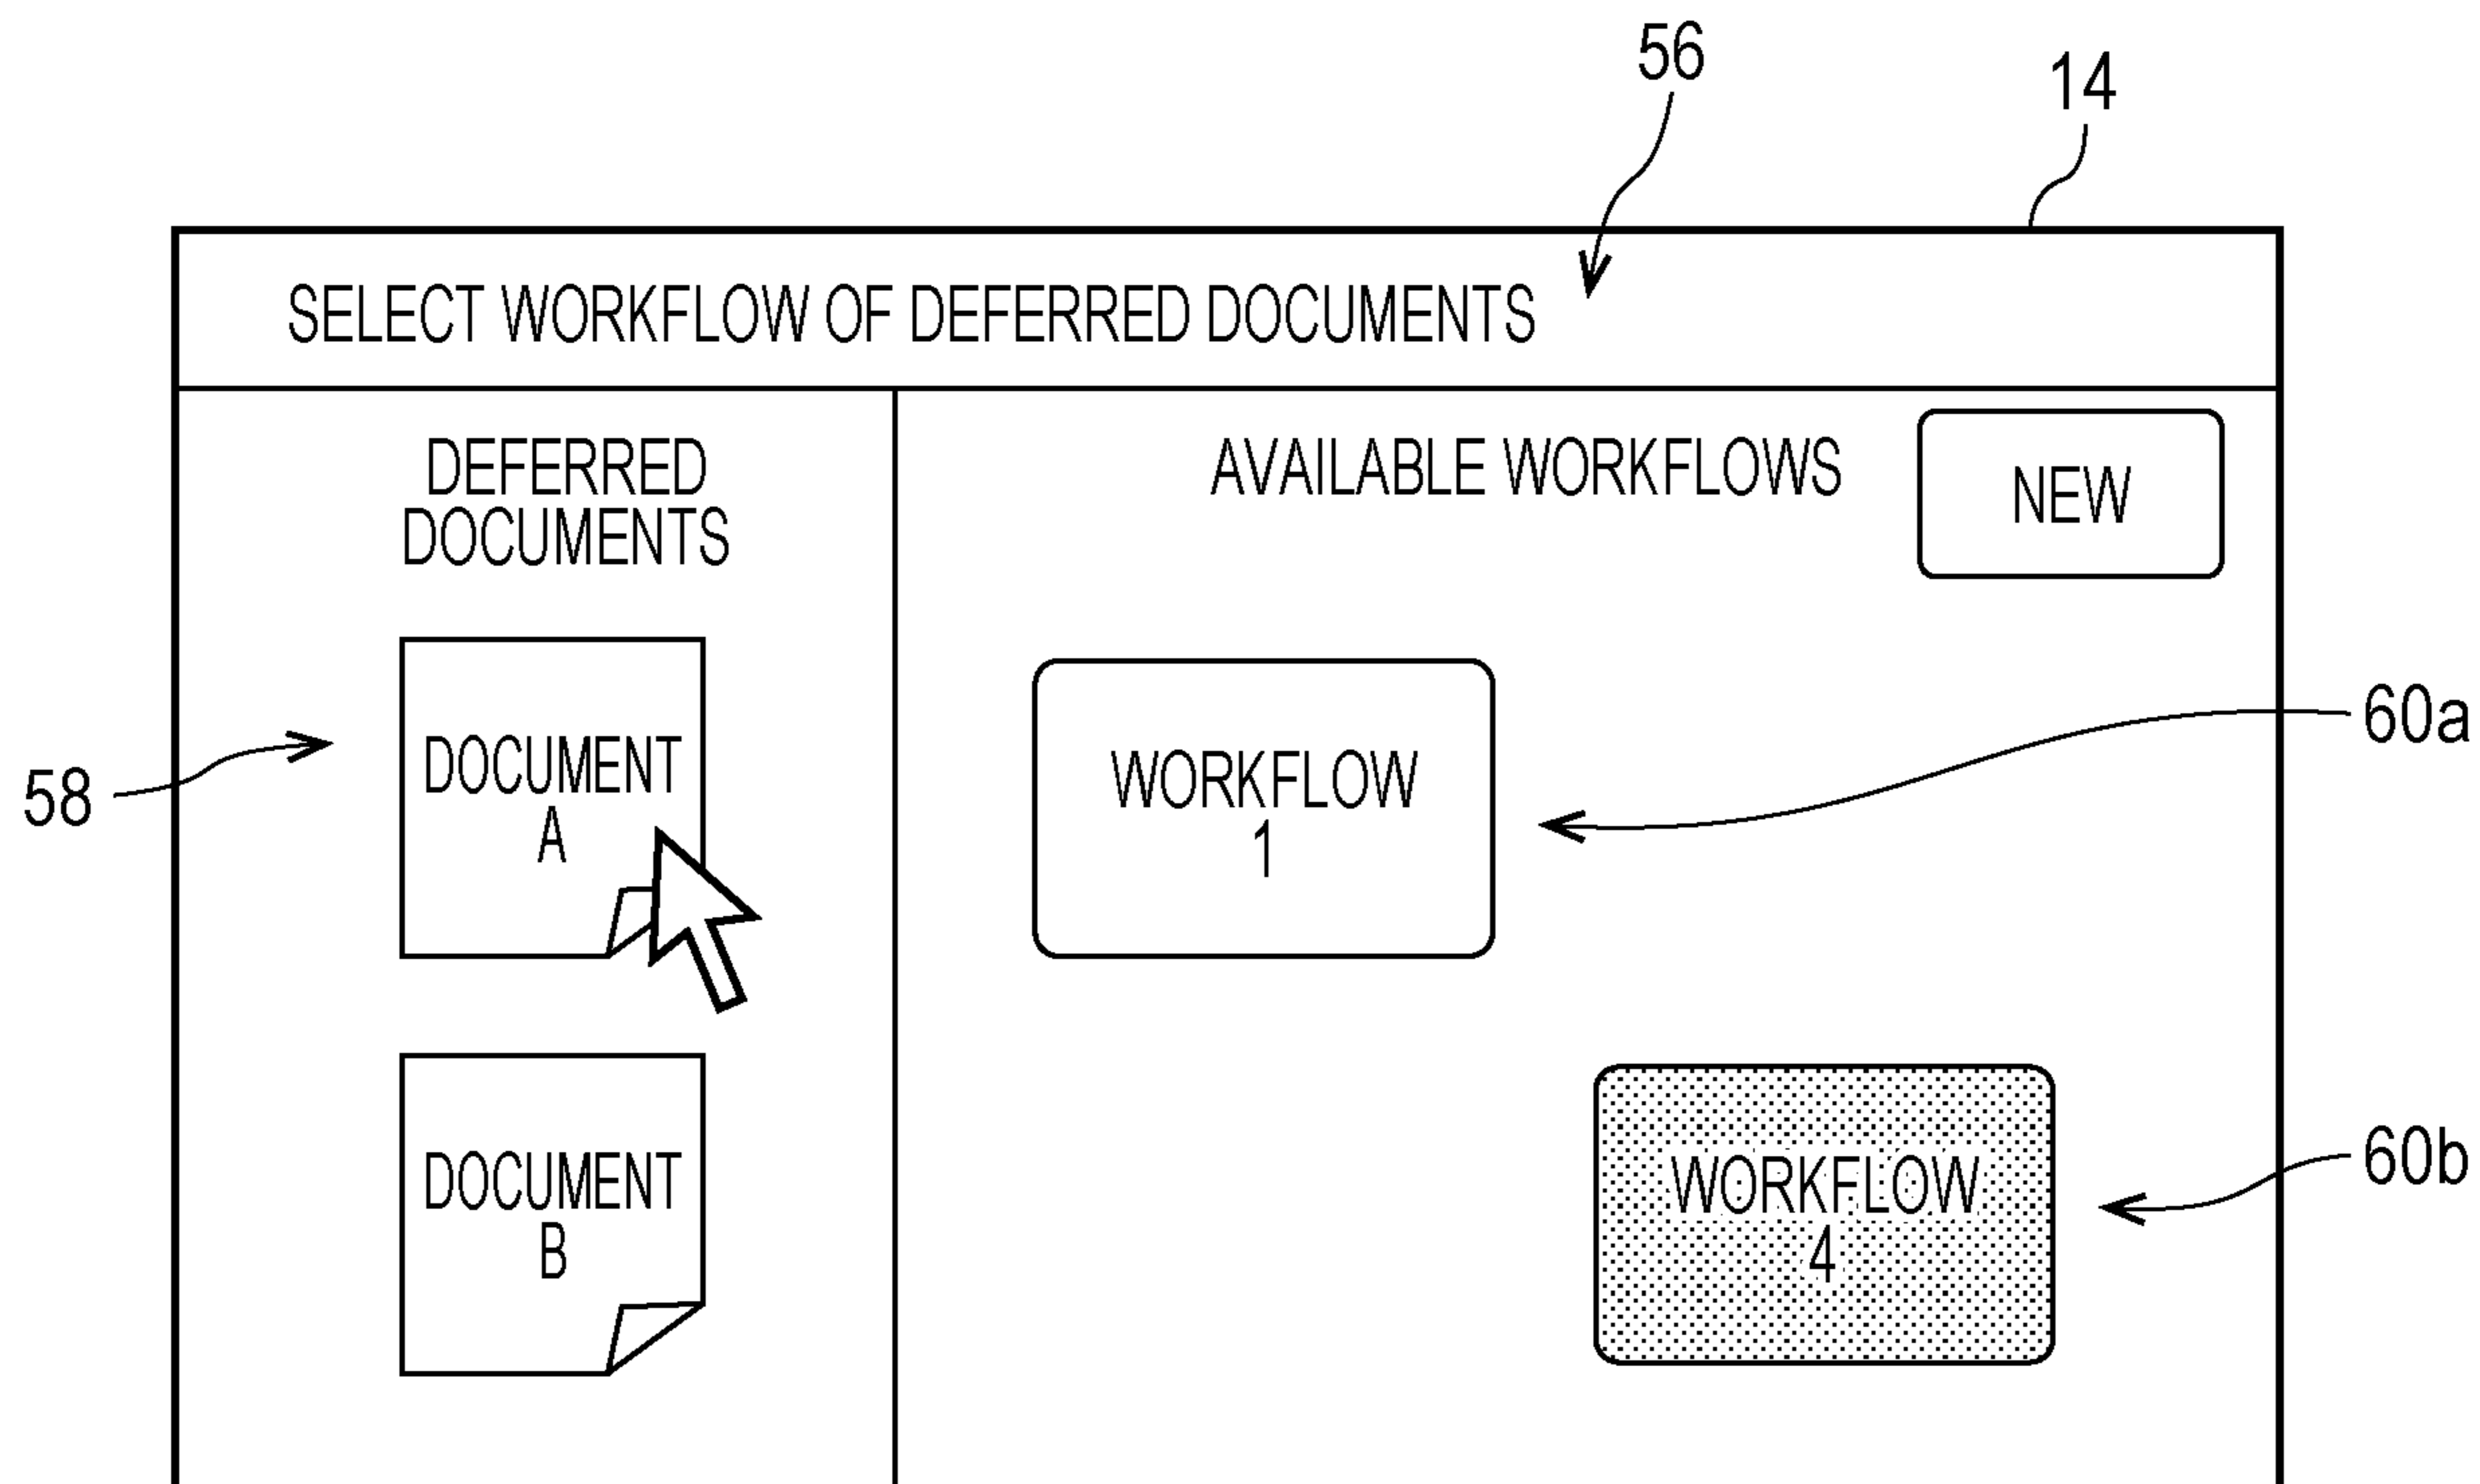 56
14
SELECT WORKFLOW OF DEFERRED DOCUMENTS
DEFERRED
DOCUMENTS
AVAILABLE WORKFLOWS
NEW
58
DOCUMENT
A
WORKFLOW
1
60a
DOCUMENT
B
WORKFLOW
4
60b